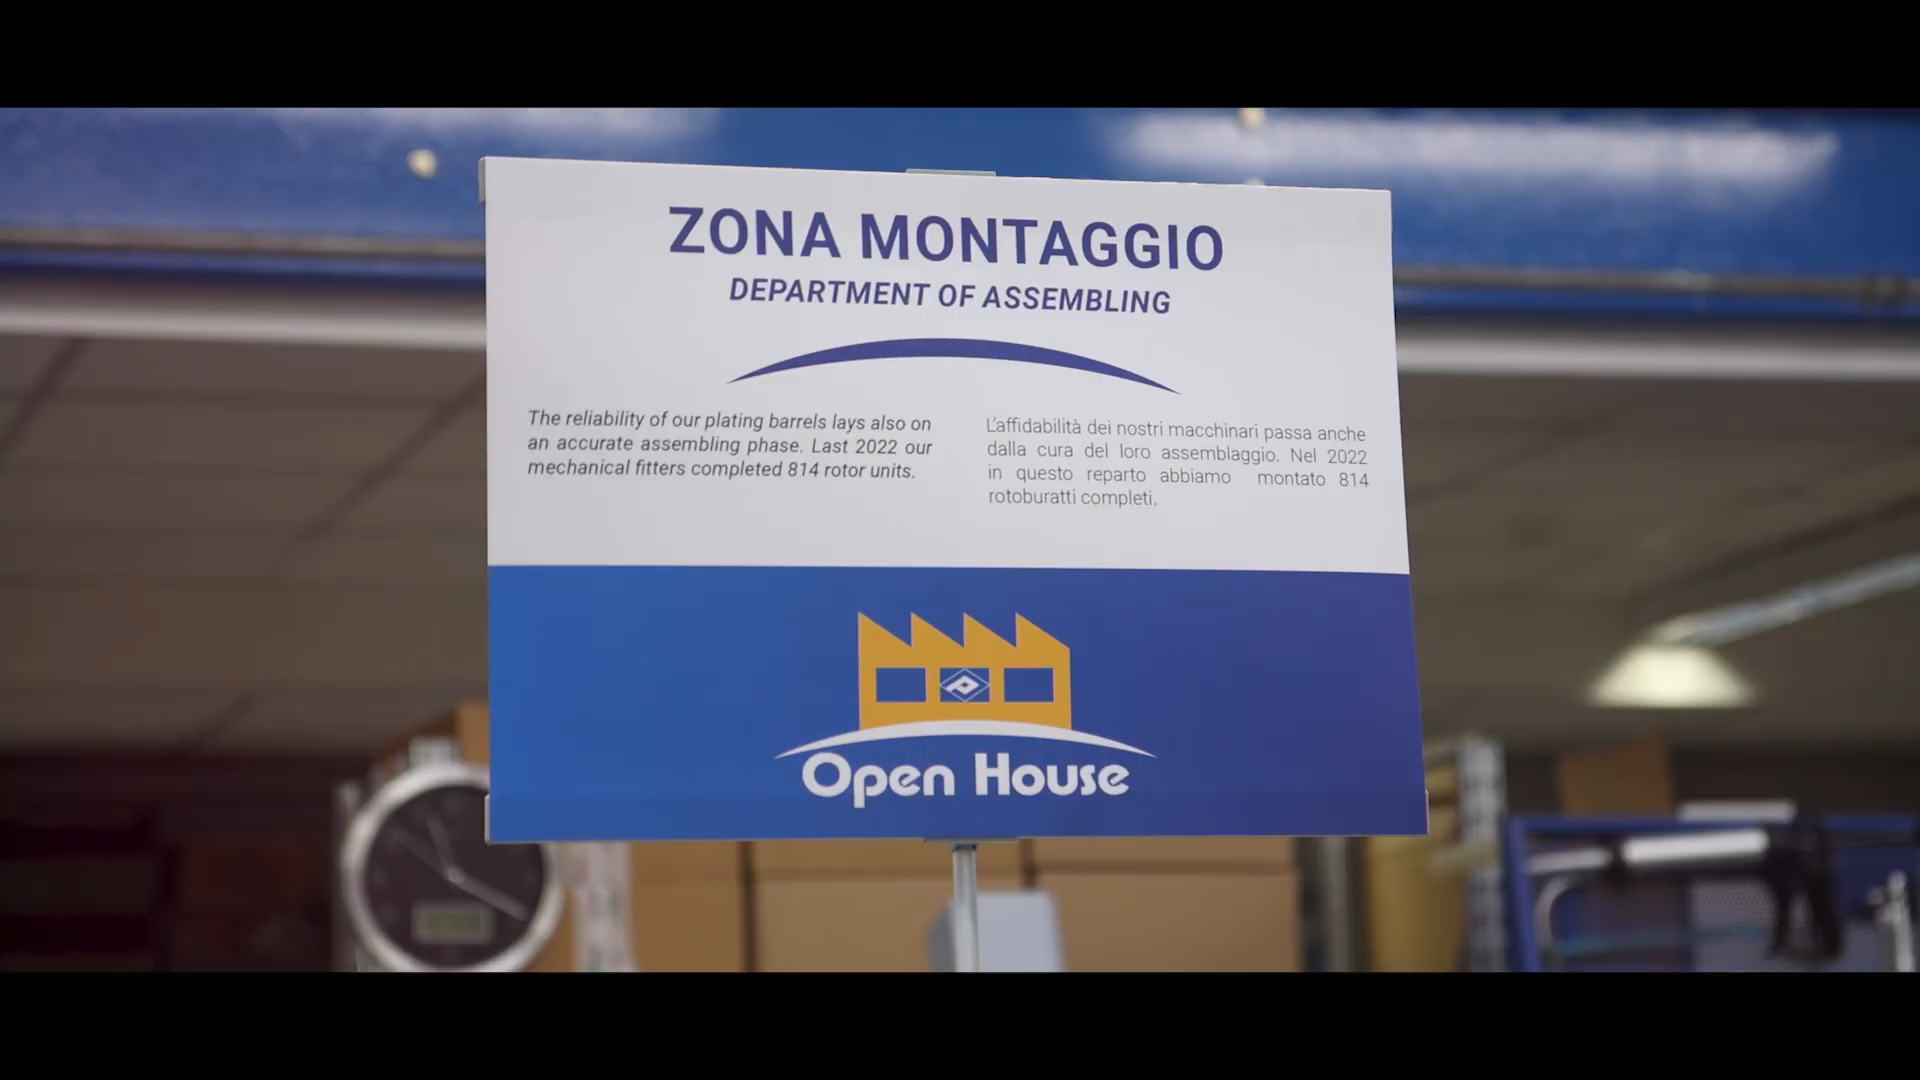 ZONA MONTAGGIO
DEPARTMENT OF ASSEMBLING
The reliability of our plating barrels lays also on
an accurate assembling phase. Last 2022 our
mechanical fitters completed 814 rotor units.
L'affidabilità dei nostri macchinari passa anche
dalla cura del loro assemblaggio. Nel 2022
in questo reparto abbiamo montato 814
rotoburatti completi.
P
Open House